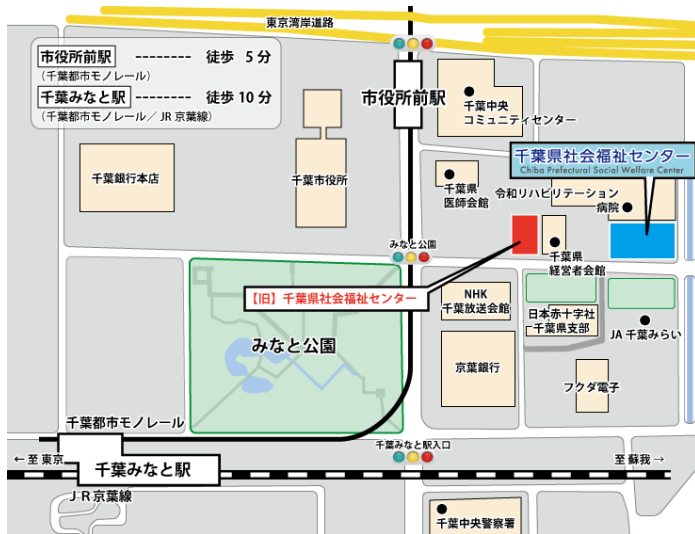 東京湾岸道路
市役所前駅 -------- 徒歩 5 分
（千葉都市モノレール）
千葉みなと駅 -------- 徒歩 10 分
（千葉都市モノレール／JR 京葉線）
市役所前駅
千葉中央
コミュニティセンター
千葉県社会福祉センター
Chiba Prefectural Social Welfare Center
千葉銀行本店
千葉市役所
千葉県
医師会館
令和リハビリテーション
病院
みなと公園
千葉県
経営者会館
【旧】千葉県社会福祉センター
NHK
千葉放送会館
日本赤十字社
千葉県支部
JA 千葉みらい
みなと公園
京葉銀行
フクダ電子
千葉都市モノレール
千葉みなと駅入口
← 至 東京
至 蘇我 →
千葉みなと駅
ＪＲ京葉線
千葉中央警察署